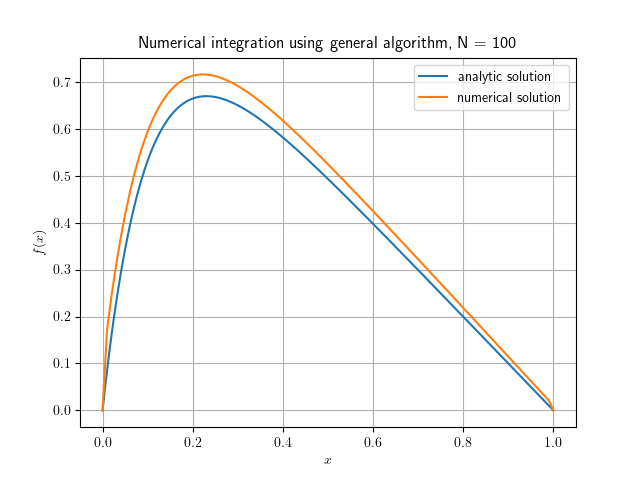 Numerical integration using general algorithm, N = 100
analytic solution
numerical solution
f(x)
0.7
0.6
0.5
0.4
0.3
0.2
0.1
0.0
0.0 0.2 0.4 0.6 0.8 1.0
x